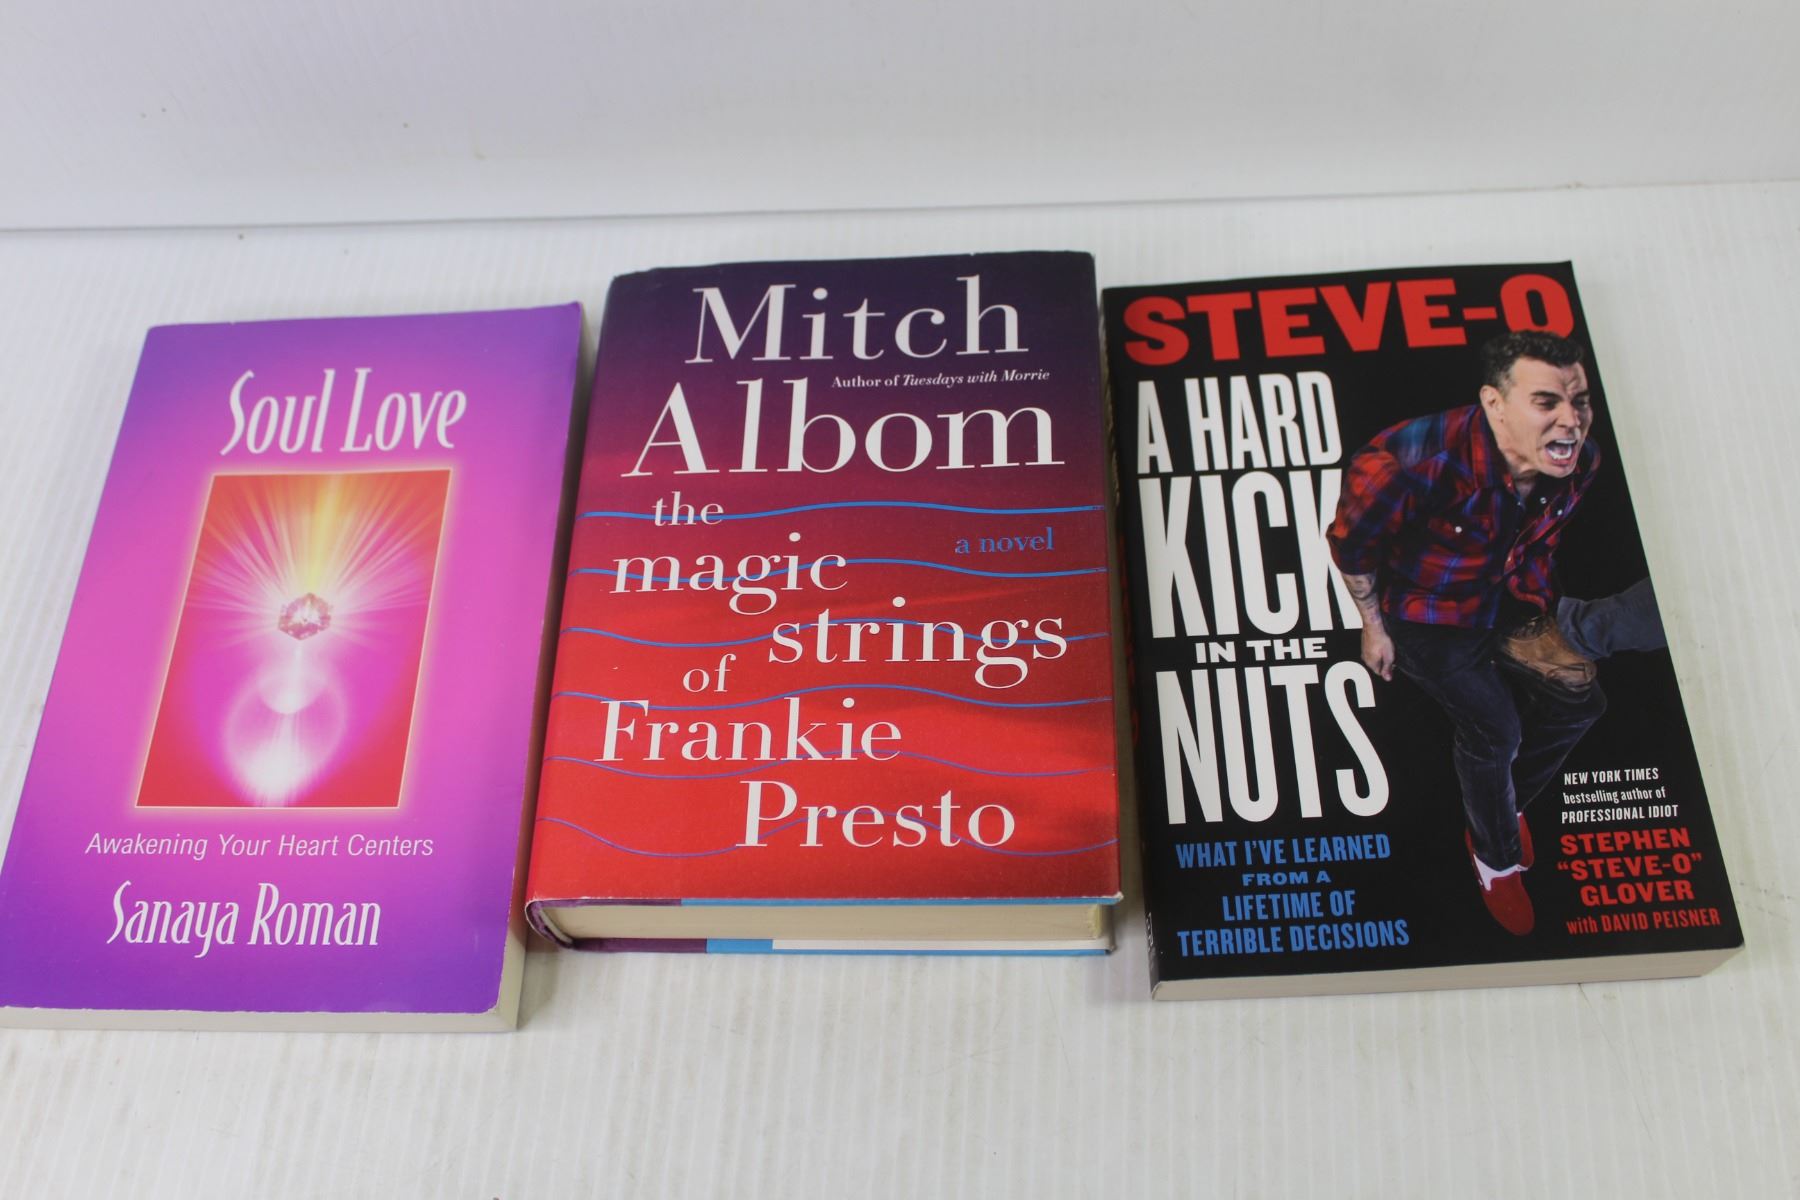 Soul Love
Awakening Your Heart Centers
Sanaya Roman
Mitch
Author of Tuesdays with Morrie
Albom
the
a novel
magic
strings
of
Frankie
Presto
STEVE-O
A HARD
KICK
IN THE
NUTS
WHAT I'VE LEARNED
FROM A
LIFETIME OF
TERRIBLE DECISIONS
NEW YORK TIMES
bestselling author of
PROFESSIONAL IDIOT
STEPHEN
"STEVE-O"
GLOVER
with DAVID PEISNER